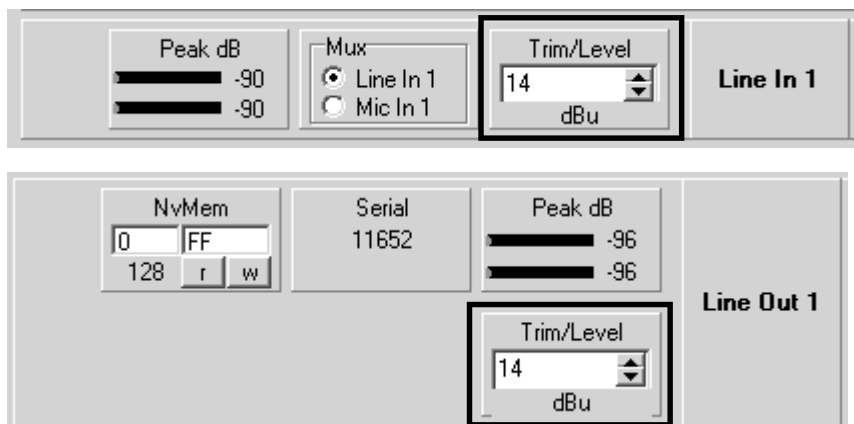 Peak dB
-90
-90
Mux
Line In 1
Mic In 1
Trim/Level
14
dBu
Line In 1
NvMem
0 FF
128 r w
Serial
11652
Peak dB
-96
-96
Trim/Level
14
dBu
Line Out 1